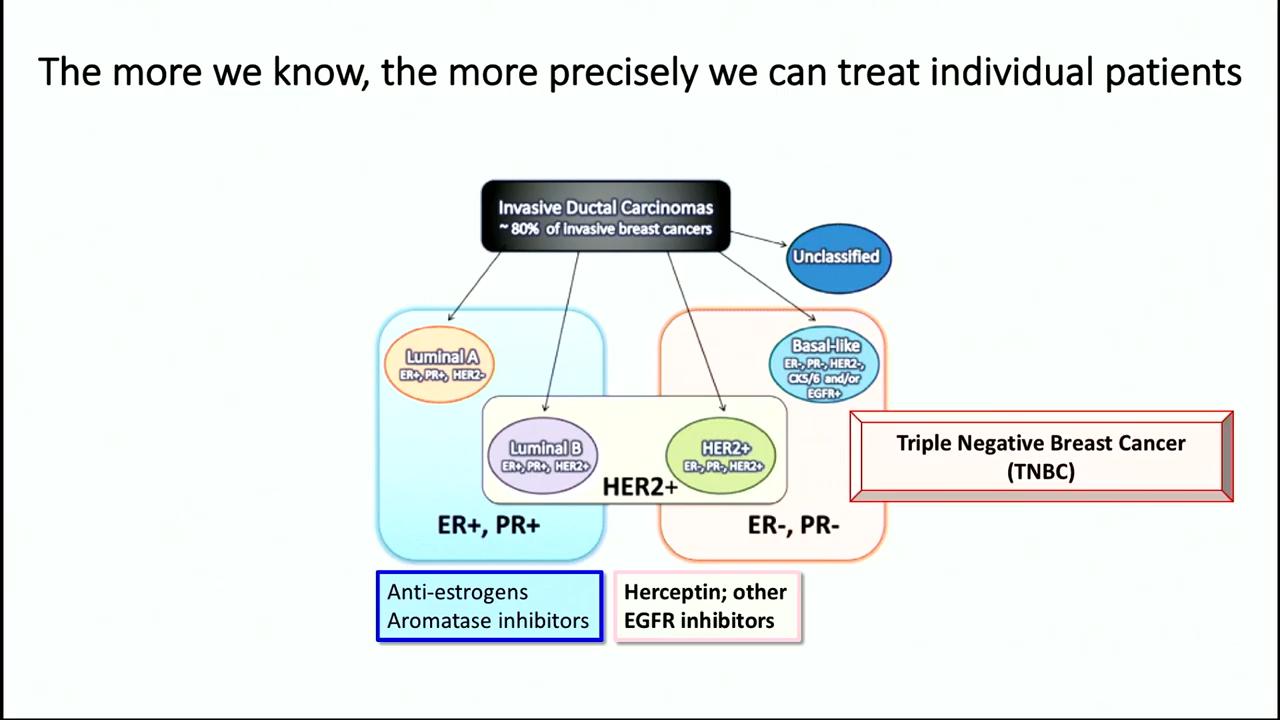 The more we know, the more precisely we can treat individual patients
Invasive Ductal Carcinomas
~ 80% of invasive breast cancers
Unclassified
Luminal A
ER+, PR+, HER2-
Basal-like
ER-, PR-, HER2-,
CK5/6 and/or
EGFR+
Luminal B
ER+, PR+, HER2+
HER2+
ER-, PR-, HER2+
HER2+
Triple Negative Breast Cancer
(TNBC)
ER+, PR+
ER-, PR-
Anti-estrogens
Aromatase inhibitors
Herceptin; other
EGFR inhibitors